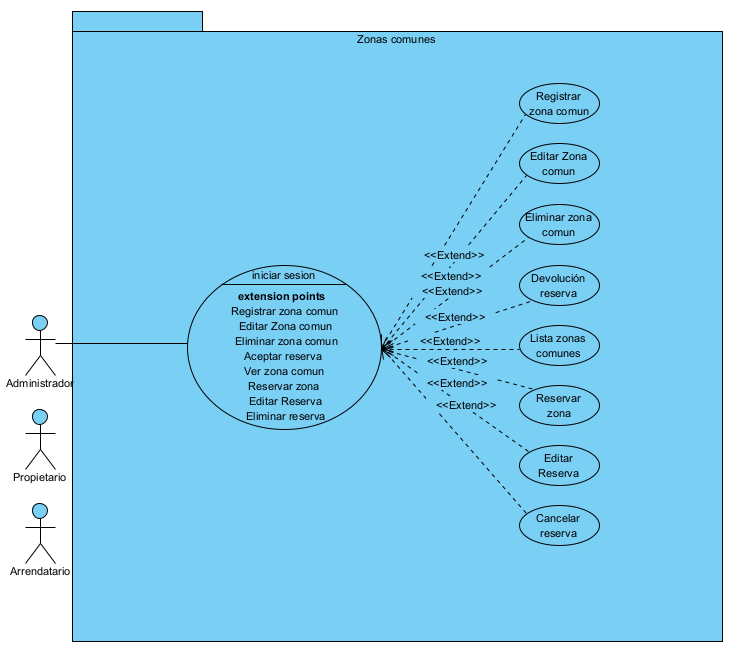 Zonas comunes
Registrar
zona comun
Editar Zona
comun
Eliminar zona
comun
<<Extend>>
<<Extend>>
<<Extend>>
<<Extend>>
<<Extend>>
<<Extend>>
<<Extend>>
<<Extend>>
Devolución
reserva
Lista zonas
comunes
Reservar
zona
Editar
Reserva
Cancelar
reserva
iniciar sesion
extension points
Registrar zona comun
Editar Zona comun
Eliminar zona comun
Aceptar reserva
Ver zona comun
Reservar zona
Editar Reserva
Eliminar reserva
Administrador
Propietario
Arrendatario